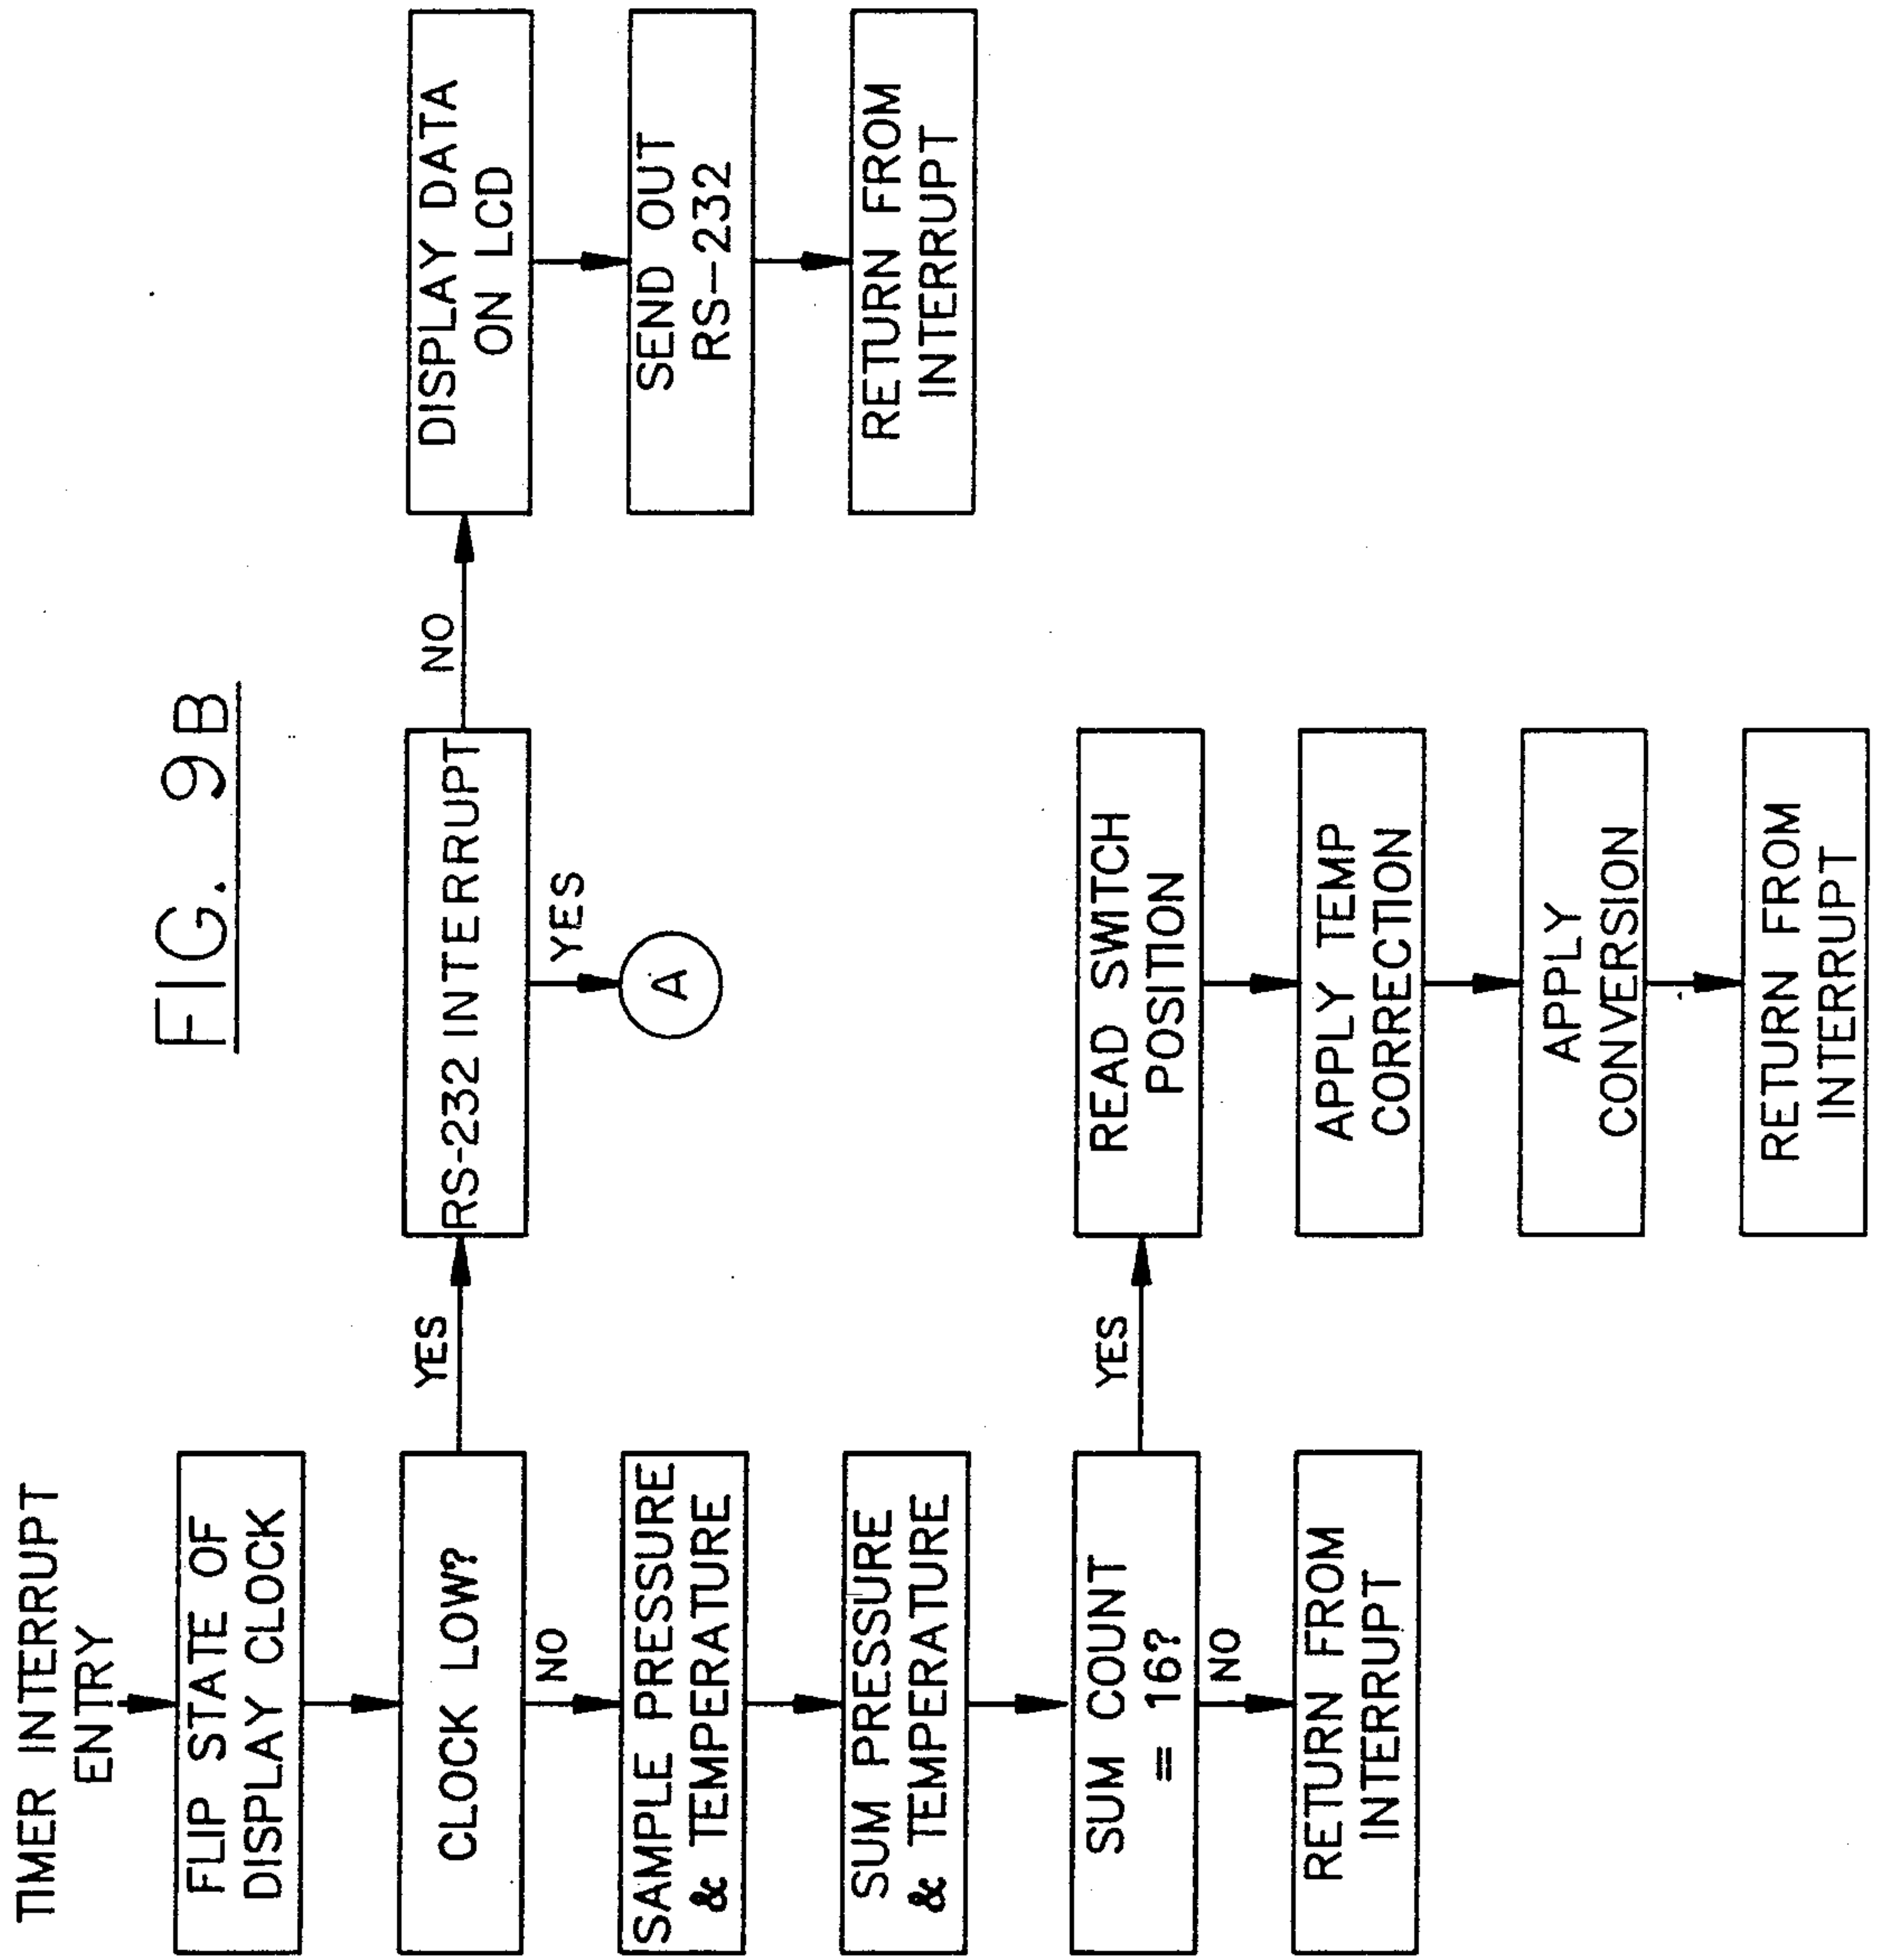 FIG. 9B
TIMER INTERRUPT
ENTRY
FLIP STATE OF
DISPLAY CLOCK
CLOCK LOW?
YES
NO
RS-232 INTERRUPT
NO
YES
A
DISPLAY DATA
ON LCD
SEND OUT
RS-232
RETURN FROM
INTERRUPT
SAMPLE PRESSURE
& TEMPERATURE
SUM PRESSURE
& TEMPERATURE
SUM COUNT
= 16?
YES
NO
RETURN FROM
INTERRUPT
READ SWITCH
POSITION
APPLY TEMP
CORRECTION
APPLY
CONVERSION
RETURN FROM
INTERRUPT